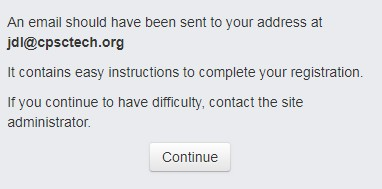 An email should have been sent to your address at
jdl@cpsctech.org
It contains easy instructions to complete your registration.
If you continue to have difficulty, contact the site
administrator.
Continue